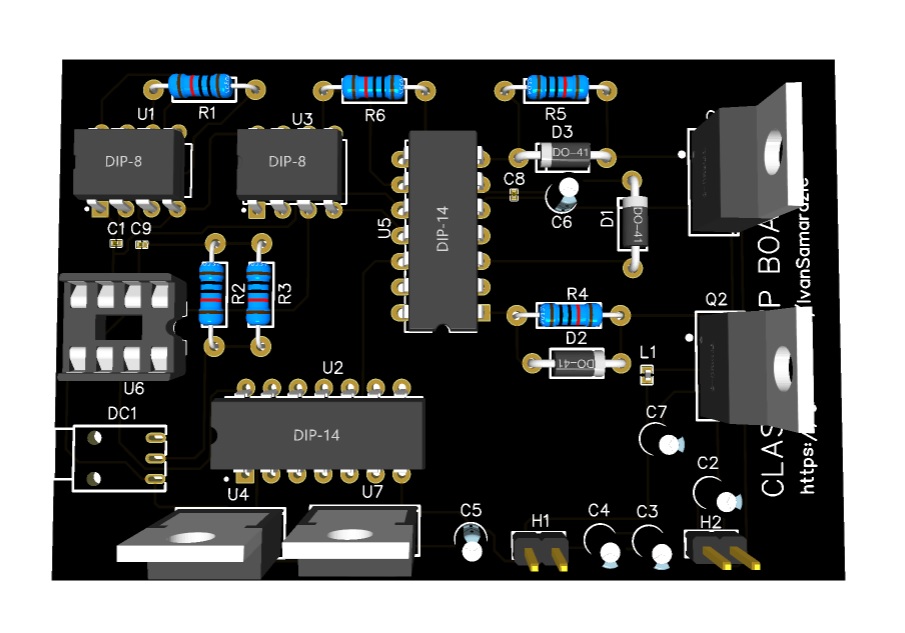 R1
R6
R5
U1
U3
D3
DIP-8
DIP-8
DO-41
C8
C6
U5
DIP-14
D1
DO-41
C1 C9
R2
R3
R4
Q2
D2
DO-41
L1
U6
U2
DC1
DIP-14
C7
C2
U4
U7
C5
H1
C4
C3
H2
BOA
https:/
IvanSamardzic